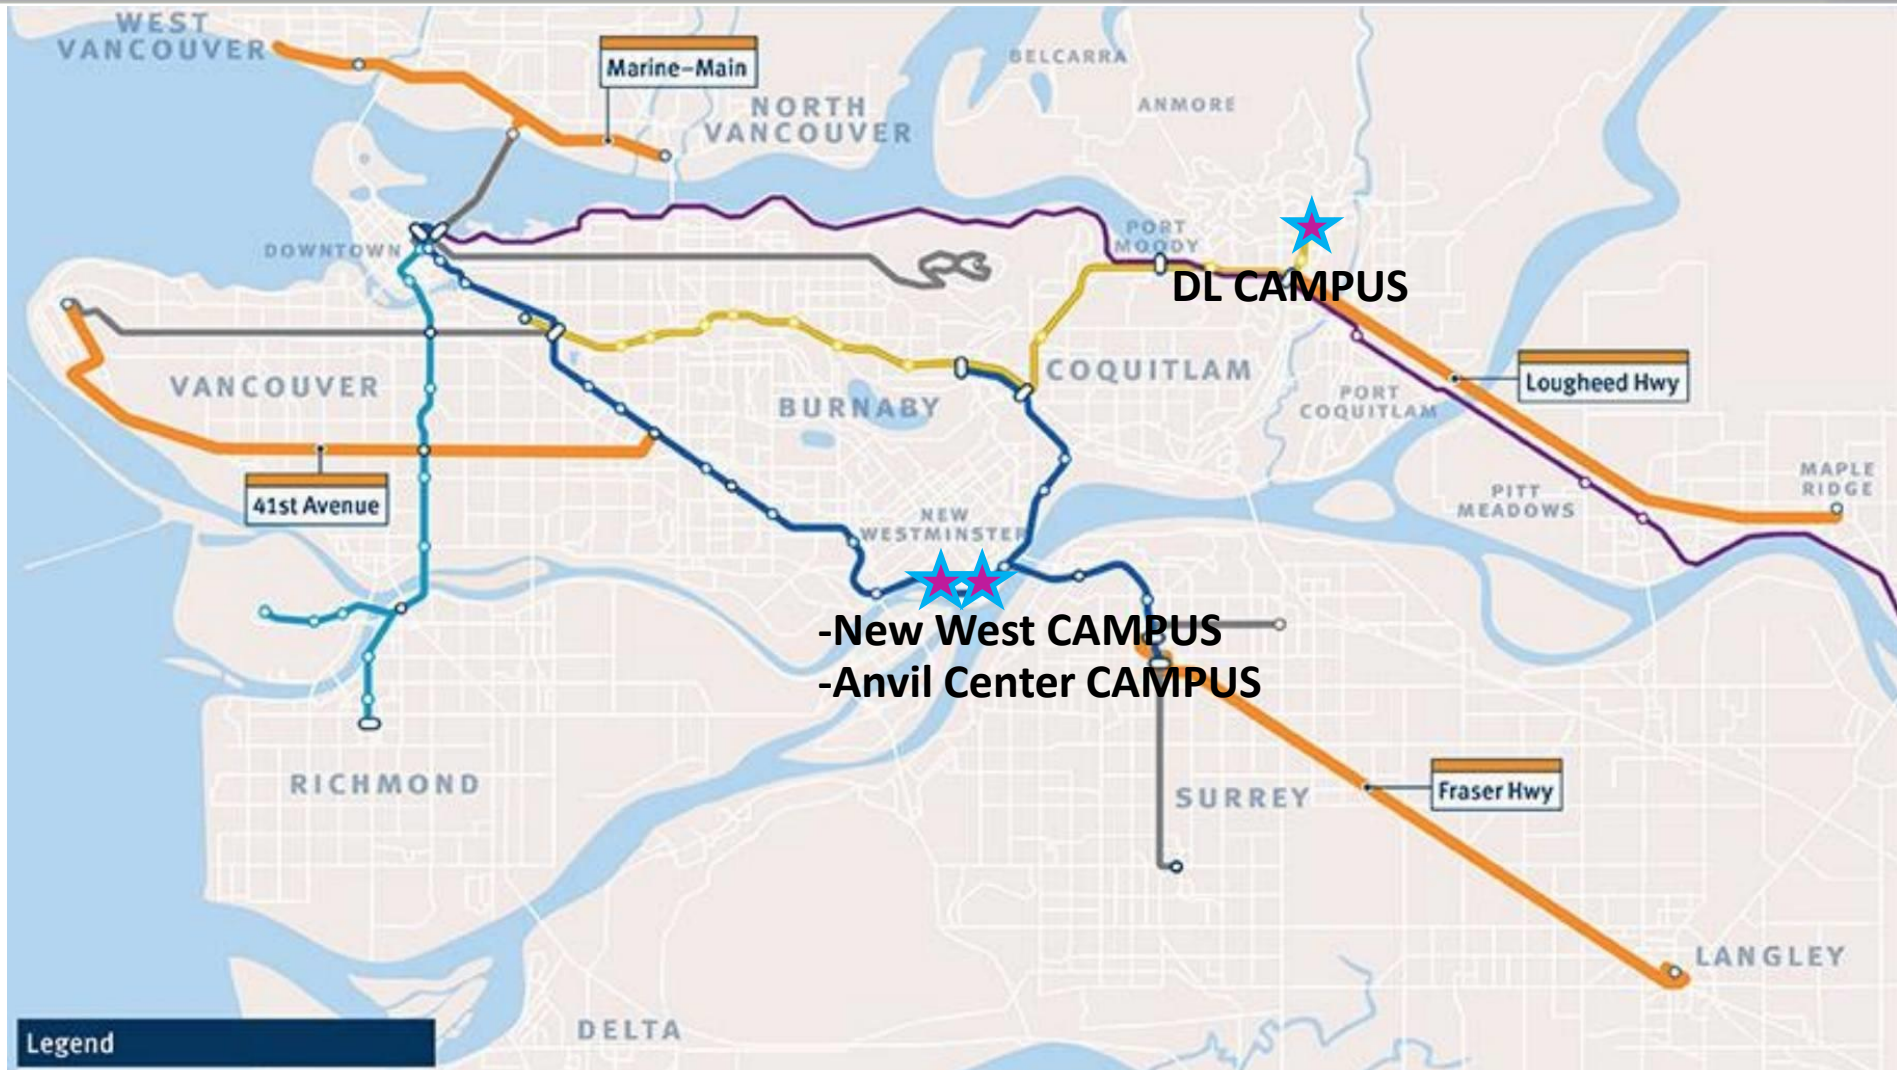 WEST
VANCOUVER
Marine–Main
BELCARRA
NORTH
VANCOUVER
ANMORE
DOWNTOWN
PORT
MOODY
DL CAMPUS
VANCOUVER
BURNABY
COQUITLAM
PORT
COQUITLAM
Lougheed Hwy
41st Avenue
NEW
WESTMINSTER
PITT
MEADOWS
MAPLE
RIDGE
-New West CAMPUS
-Anvil Center CAMPUS
RICHMOND
SURREY
Fraser Hwy
LANGLEY
DELTA
Legend